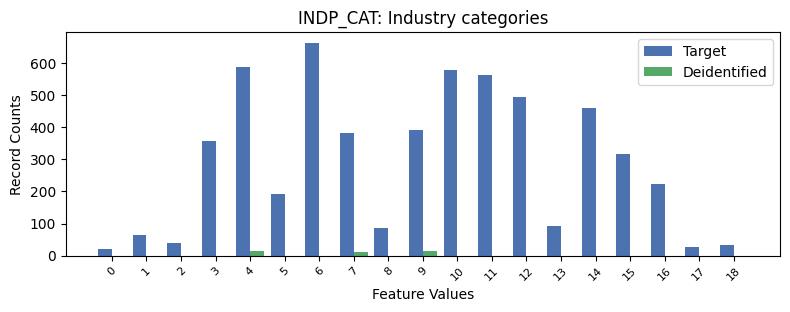 INDP_CAT: Industry categories
Target
Deidentified
Record Counts
600
500
400
300
200
100
0
0 1 2 3 4 5 6 7 8 9 10 11 12 13 14 15 16 17 18
Feature Values